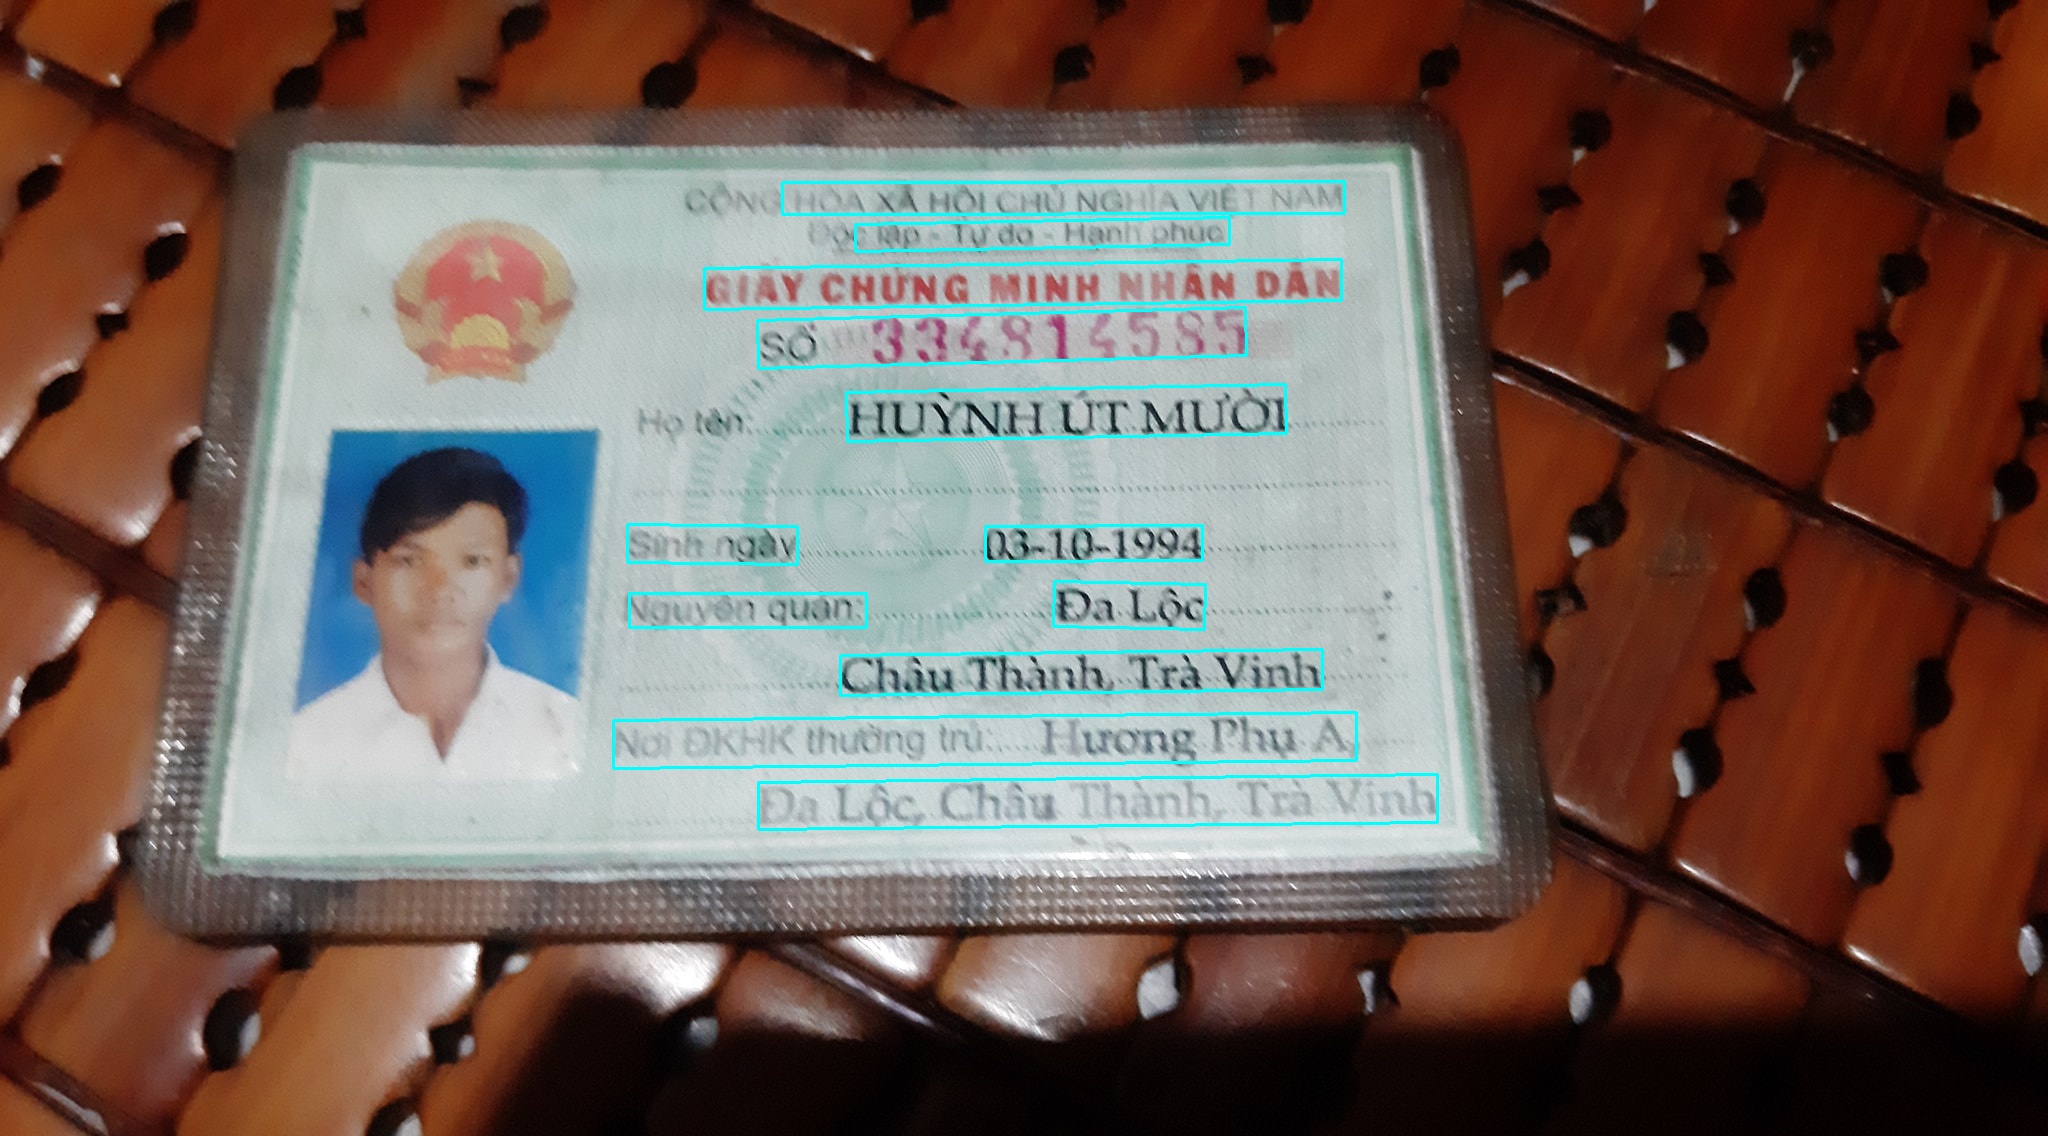 CỘNG HÒA XÃ HỘI CHỦ NGHĨA VIỆT NAM
Độc lập - Tự do - Hạnh phúc
GIẤY CHỨNG MINH NHÂN DÂN
SỐ 334814585
Họ tên: HUỲNH ÚT MƯỜI
Sinh ngày 03-10-1994
Nguyên quán: Đa Lộc
Châu Thành, Trà Vinh
Nơi ĐKHK thường trú: Hương Phụ A,
Đa Lộc, Châu Thành, Trà Vinh